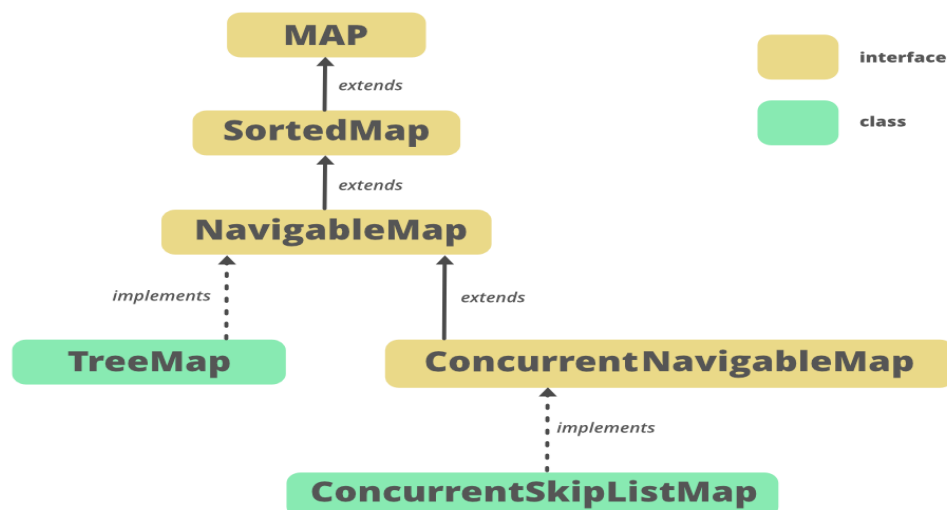 MAP
interface
extends
class
SortedMap
extends
NavigableMap
implements
extends
TreeMap
ConcurrentNavigableMap
implements
ConcurrentSkipListMap